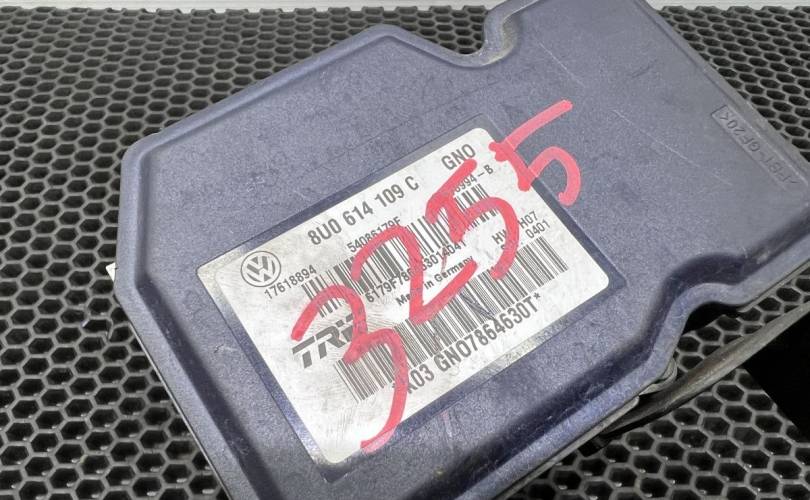 8U0 614 109 C GNO
17618894 54086179F
Made in Germany
H07
0401
TRW
X03 GNO7864630T*
3255